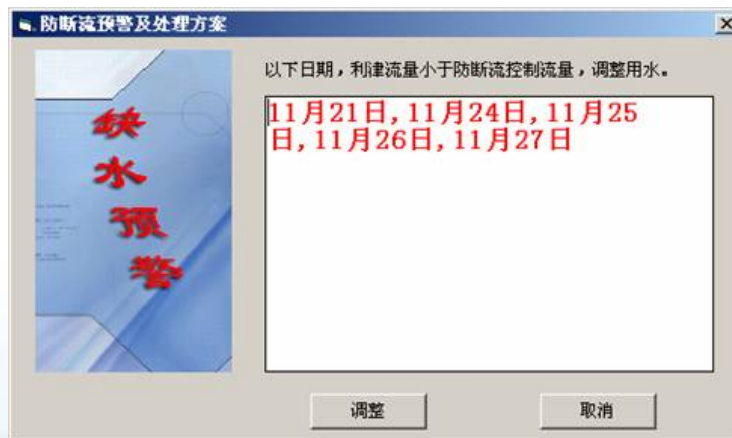 防断流预警及处理方案
以下日期，利津流量小于防断流控制流量，调整用水。
缺
水
预
警
11月21日,11月24日,11月25
日,11月26日,11月27日
调整
取消